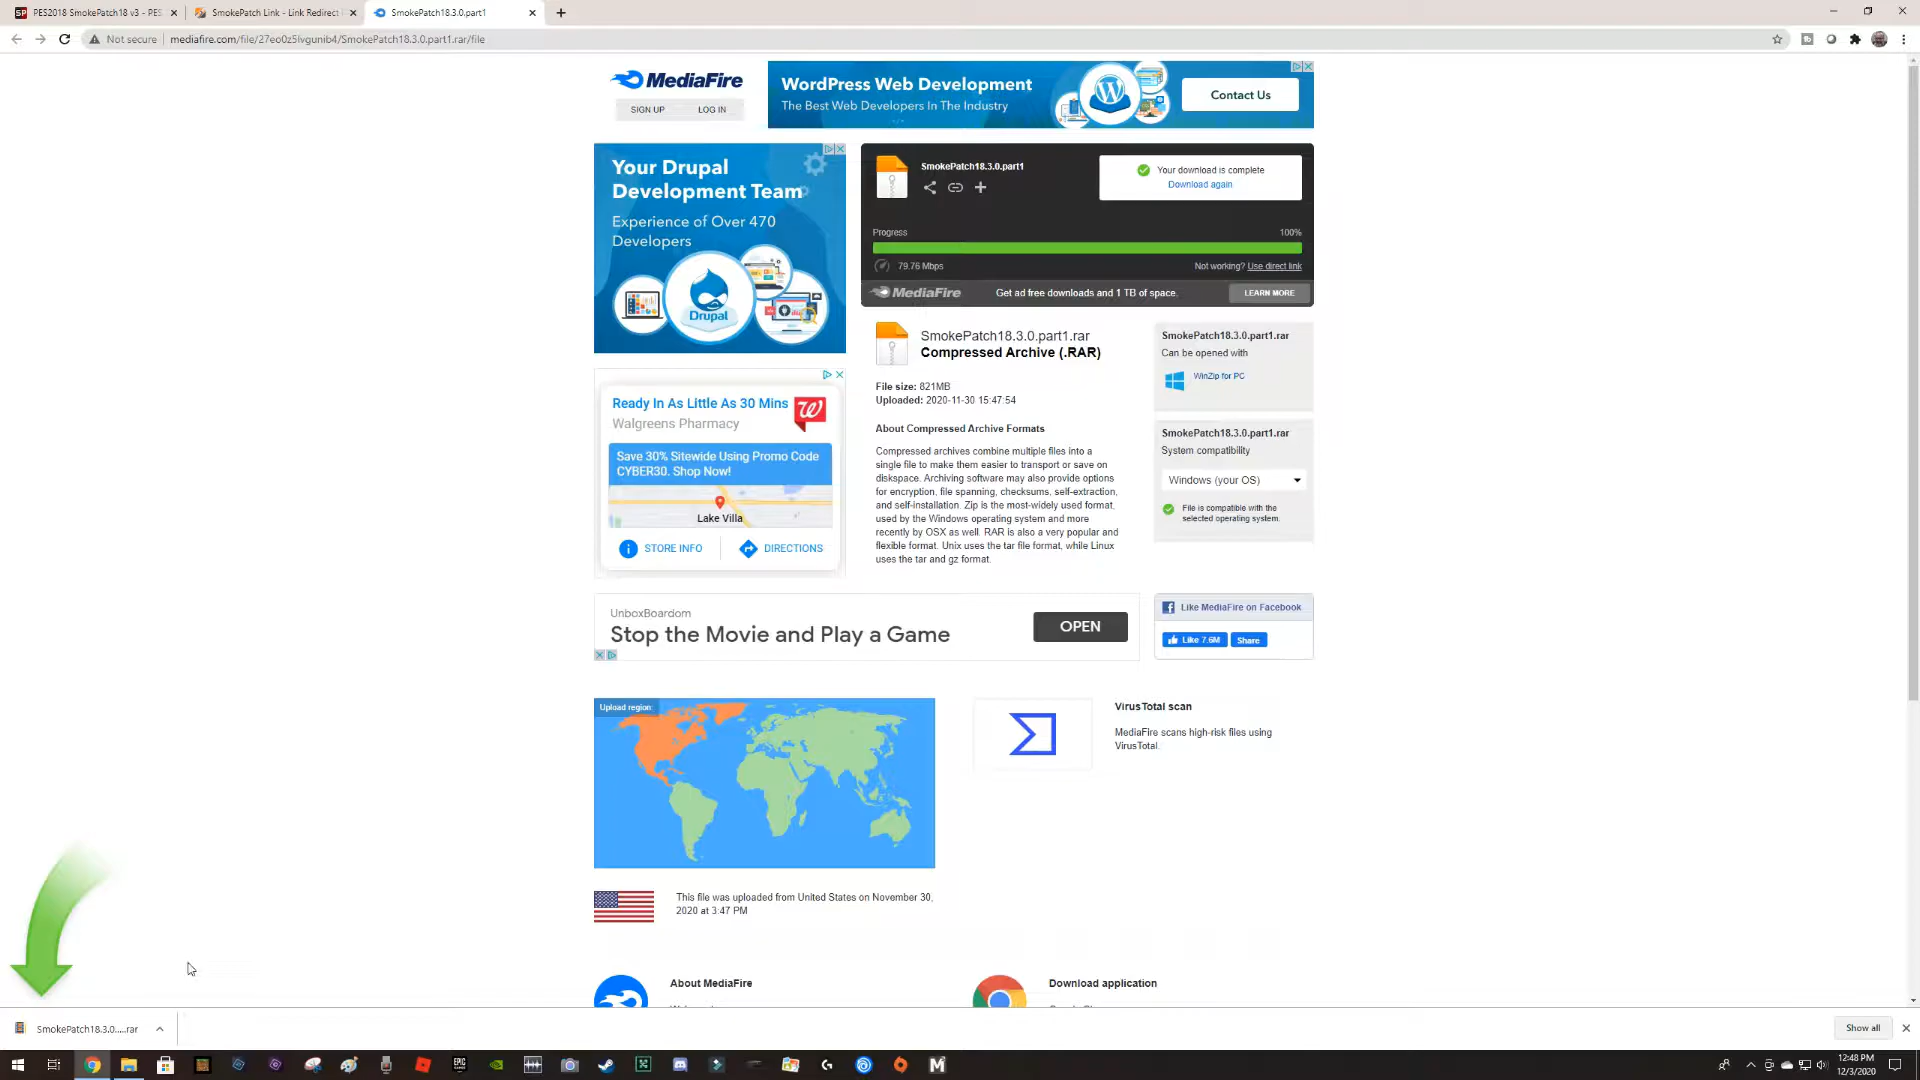 PES2018 SmokePatch18 v3 - PES
SmokePatch Link - Link Redirect
SmokePatch18.3.0.part1
Not secure
mediafire.com/file/27eo0z5lvgunib4/SmokePatch18.3.0.part1.rar/file
MediaFire
SIGN UP
LOG IN
WordPress Web Development
The Best Web Developers In The Industry
Contact Us
Your Drupal
Development Team
Experience of Over 470
Developers
Drupal
SmokePatch18.3.0.part1
Your download is complete
Download again
Progress
100%
79.76 Mbps
Not working? Use direct link
MediaFire
Get ad free downloads and 1 TB of space.
LEARN MORE
Ready In As Little As 30 Mins
Walgreens Pharmacy
Save 30% Sitewide Using Promo Code
CYBER30. Shop Now!
Lake Villa
STORE INFO
DIRECTIONS
SmokePatch18.3.0.part1.rar
Compressed Archive (.RAR)
File size: 821MB
Uploaded: 2020-11-30 15:47:54
About Compressed Archive Formats
Compressed archives combine multiple files into a
single file to make them easier to transport or save on
diskspace. Archiving software may also provide options
for encryption, file spanning, checksums, self-extraction,
and self-installation. Zip is the most-widely used format,
used by the Windows operating system and more
recently by OSX as well. RAR is also a very popular and
flexible format. Unix uses the tar file format, while Linux
uses the tar and gz format.
SmokePatch18.3.0.part1.rar
Can be opened with
WinZip for PC
SmokePatch18.3.0.part1.rar
System compatibility
Windows (your OS)
File is compatible with the
selected operating system.
UnboxBoardom
Stop the Movie and Play a Game
OPEN
Like MediaFire on Facebook
Like 7.6M
Share
Upload region:
VirusTotal scan
MediaFire scans high-risk files using
VirusTotal.
This file was uploaded from United States on November 30,
2020 at 3:47 PM
About MediaFire
Download application
SmokePatch18.3.0.....rar
Show all
12:48 PM
12/3/2020